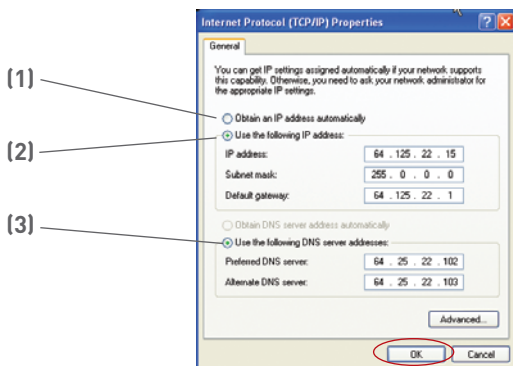 Internet Protocol (TCP/IP) Properties
General
You can get IP settings assigned automatically if your network supports
this capability. Otherwise, you need to ask your network administrator for
the appropriate IP settings.
(1)
Obtain an IP address automatically
(2)
Use the following IP address:
IP address: 64 . 125 . 22 . 15
Subnet mask: 255 . 0 . 0 . 0
Default gateway: 64 . 125 . 22 . 1
Obtain DNS server address automatically
(3)
Use the following DNS server addresses:
Preferred DNS server: 64 . 25 . 22 . 102
Alternate DNS server: 64 . 25 . 22 . 103
Advanced...
OK Cancel